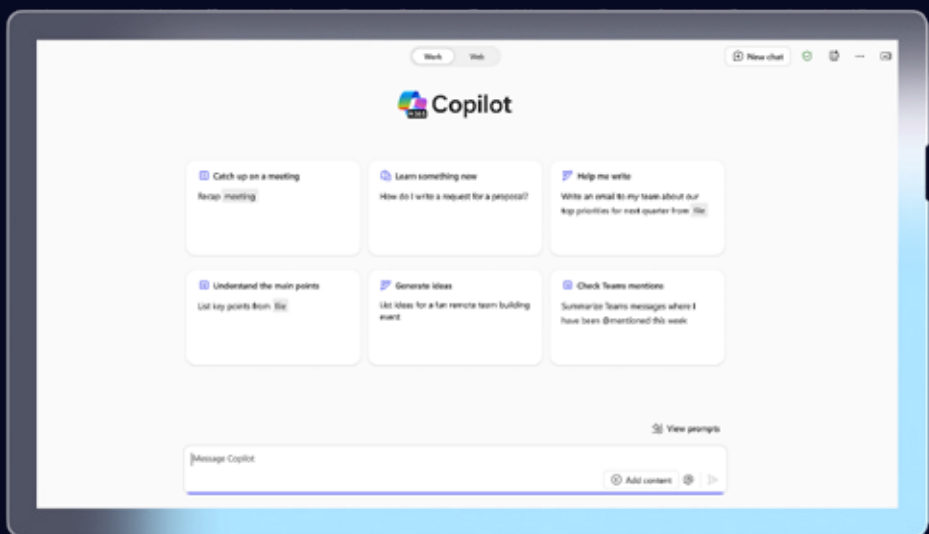 Work Web
New chat
Copilot
M365
Catch up on a meeting
Recap meeting
Learn something new
How do I write a request for a proposal?
Help me write
Write an email to my team about our
top priorities for next quarter from file
Understand the main points
List key points from file
Generate ideas
List ideas for a fun remote team building
event
Check Teams mentions
Summarize Teams messages where I
have been @mentioned this week
View prompts
Message Copilot
Add content